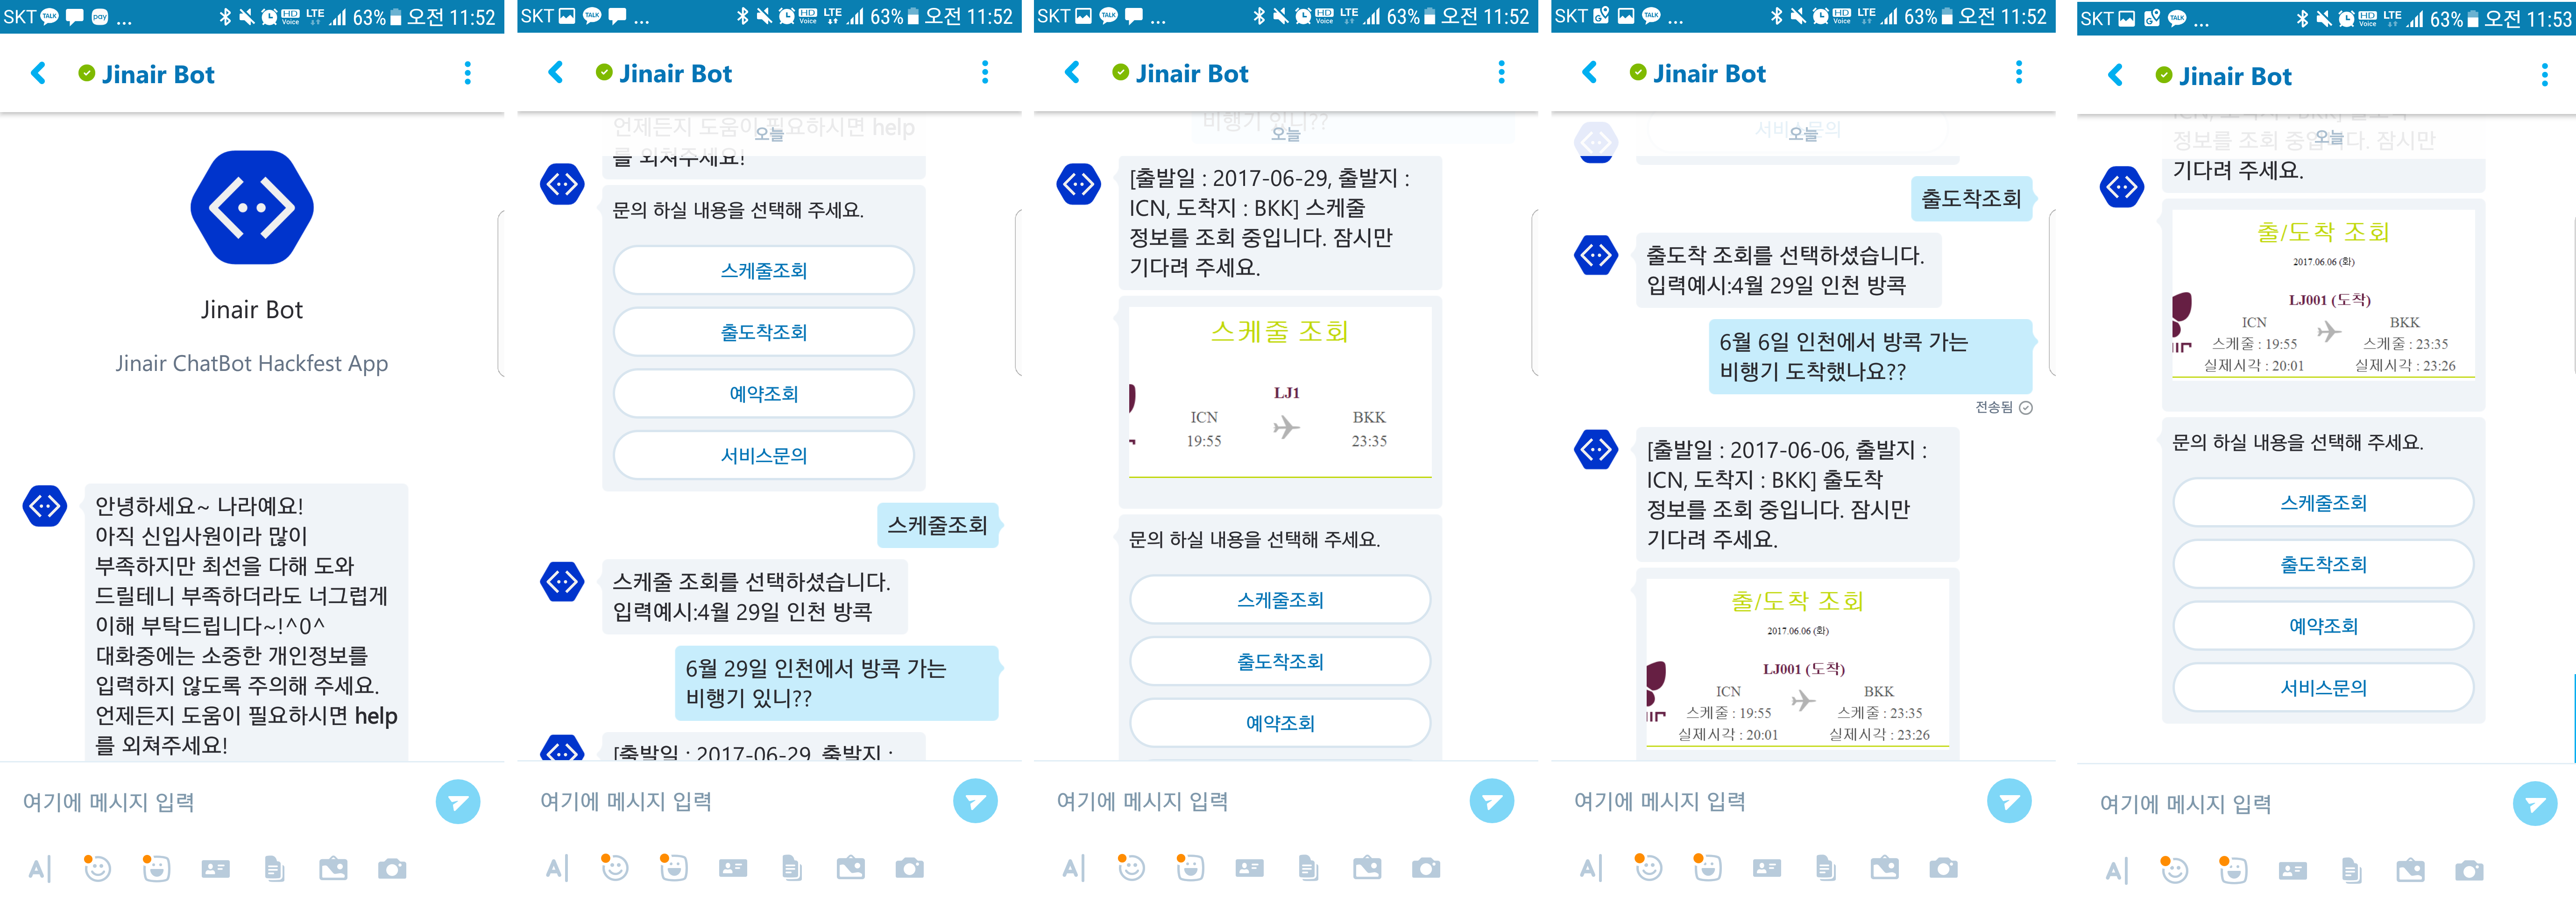 SKT TALK pay ... HD Voice LTE 63% 오전 11:52
Jinair Bot
Jinair Bot
Jinair ChatBot Hackfest App
안녕하세요~ 나라예요!
아직 신입사원이라 많이
부족하지만 최선을 다해 도와
드릴테니 부족하더라도 너그럽게
이해 부탁드립니다~!^0^
대화중에는 소중한 개인정보를
입력하지 않도록 주의해 주세요.
언제든지 도움이 필요하시면 help
를 외쳐주세요!
여기에 메시지 입력
A|
SKT TALK ... HD Voice LTE 63% 오전 11:52
Jinair Bot
언제든지 도움이 필요하시면 help
오늘
를 외쳐주세요!
문의 하실 내용을 선택해 주세요.
스케줄조회
출도착조회
예약조회
서비스문의
스케줄조회
스케줄 조회를 선택하셨습니다.
입력예시:4월 29일 인천 방콕
6월 29일 인천에서 방콕 가는
비행기 있니??
[출발일 : 2017-06-29, 출발지 :
여기에 메시지 입력
A|
SKT TALK ... HD Voice LTE 63% 오전 11:52
Jinair Bot
비행기 있니??
오늘
[출발일 : 2017-06-29, 출발지 :
ICN, 도착지 : BKK] 스케줄
정보를 조회 중입니다. 잠시만
기다려 주세요.
스케줄 조회
LJ1
ICN BKK
19:55 23:35
문의 하실 내용을 선택해 주세요.
스케줄조회
출도착조회
예약조회
여기에 메시지 입력
A|
SKT TALK ... HD Voice LTE 63% 오전 11:52
Jinair Bot
서비스문의
오늘
출도착조회
출도착 조회를 선택하셨습니다.
입력예시:4월 29일 인천 방콕
6월 6일 인천에서 방콕 가는
비행기 도착했나요??
전송됨
[출발일 : 2017-06-06, 출발지 :
ICN, 도착지 : BKK] 출도착
정보를 조회 중입니다. 잠시만
기다려 주세요.
출/도착 조회
2017.06.06 (화)
LJ001 (도착)
ICN BKK
스케줄 : 19:55 스케줄 : 23:35
실제시각 : 20:01 실제시각 : 23:26
여기에 메시지 입력
A|
SKT TALK ... HD Voice LTE 63% 오전 11:53
Jinair Bot
ICN, 도착지 : BKK] 출도착
오늘
정보를 조회 중입니다. 잠시만
기다려 주세요.
출/도착 조회
2017.06.06 (화)
LJ001 (도착)
ICN BKK
스케줄 : 19:55 스케줄 : 23:35
실제시각 : 20:01 실제시각 : 23:26
문의 하실 내용을 선택해 주세요.
스케줄조회
출도착조회
예약조회
서비스문의
여기에 메시지 입력
A|